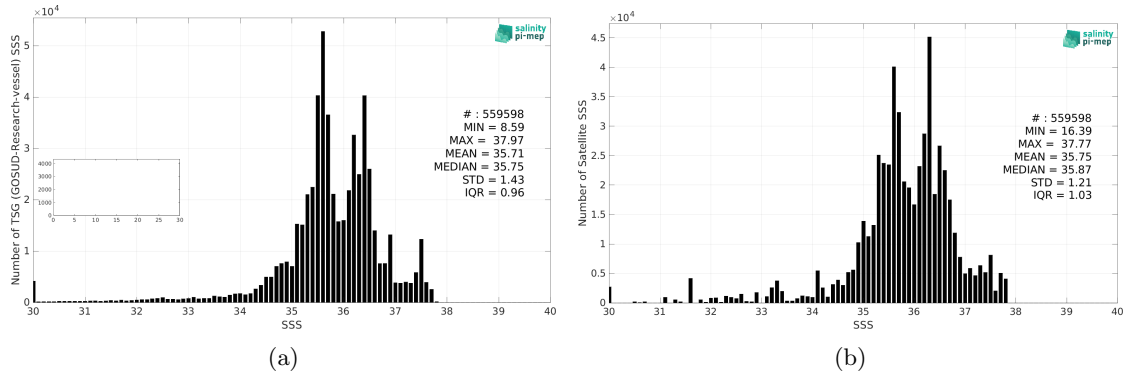 ×10^4
salinity
pi-mep
Number of TSG (GOSUD-Research-vessel) SSS
5
4
3
2
1
0
# : 559598
MIN = 8.59
MAX = 37.97
MEAN = 35.71
MEDIAN = 35.75
STD = 1.43
IQR = 0.96
4000
3000
2000
1000
0
0 5 10 15 20 25 30
30 31 32 33 34 35 36 37 38 39 40
SSS
(a)
×10^4
salinity
pi-mep
Number of Satellite SSS
4.5
4
3.5
3
2.5
2
1.5
1
0.5
0
# : 559598
MIN = 16.39
MAX = 37.77
MEAN = 35.75
MEDIAN = 35.87
STD = 1.21
IQR = 1.03
30 31 32 33 34 35 36 37 38 39 40
SSS
(b)